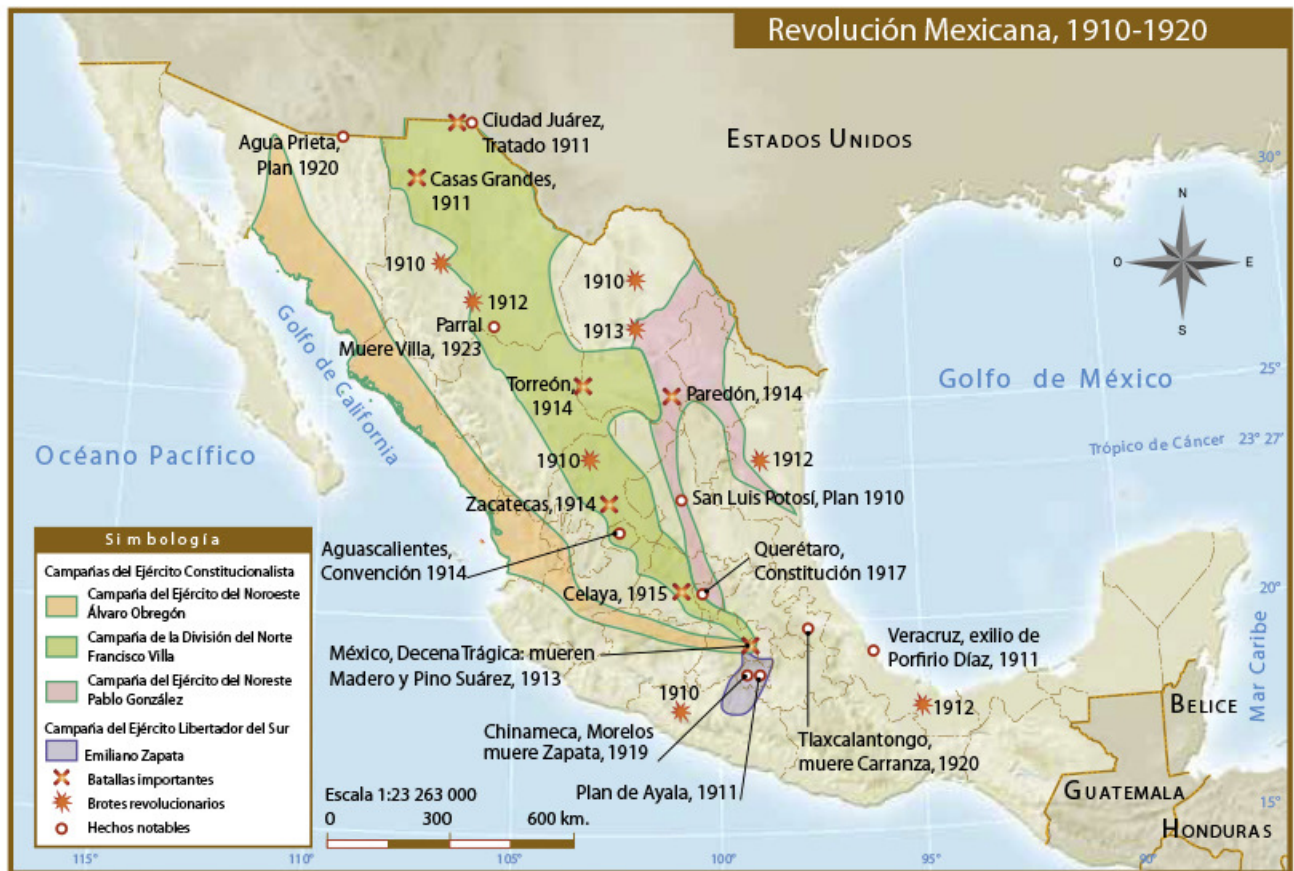 Revolución Mexicana, 1910-1920
Ciudad Juárez,
Tratado 1911
Agua Prieta,
Plan 1920
ESTADOS UNIDOS
30°
Casas Grandes,
1911
N
O
E
S
1910
1910
1912
1913
Parral
Muere Villa, 1923
Golfo de California
Torreón,
1914
Paredón, 1914
Golfo de México
25°
Trópico de Cáncer 23° 27'
Océano Pacífico
1910
1912
Zacatecas, 1914
San Luis Potosí, Plan 1910
Aguascalientes,
Convención 1914
Querétaro,
Constitución 1917
Celaya, 1915
20°
México, Decena Trágica: mueren
Madero y Pino Suárez, 1913
Veracruz, exilio de
Porfirio Díaz, 1911
Mar Caribe
BELICE
1910
1912
Chinameca, Morelos
muere Zapata, 1919
Tlaxcalantongo,
muere Carranza, 1920
Plan de Ayala, 1911
GUATEMALA
15°
HONDURAS
Simbología
Campañas del Ejército Constitucionalista
Campaña del Ejército del Noroeste
Álvaro Obregón
Campaña de la División del Norte
Francisco Villa
Campaña del Ejército del Noreste
Pablo González
Campaña del Ejército Libertador del Sur
Emiliano Zapata
Batallas importantes
Brotes revolucionarios
Hechos notables
Escala 1:23 263 000
0 300 600 km.
115° 110° 105° 100° 95° 90°